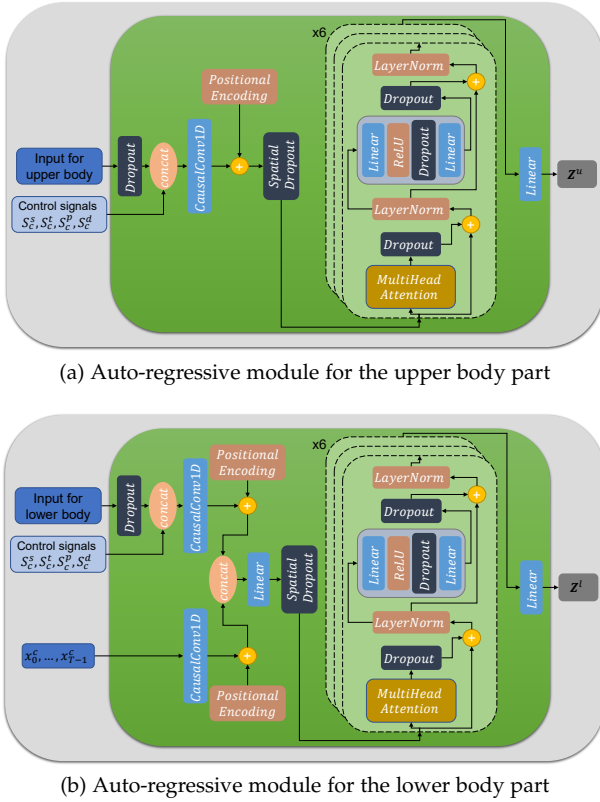 x6
LayerNorm
Dropout
Positional
Encoding
Linear
ReLU
Dropout
Linear
Input for
upper body
Dropout
concat
CausalConv1D
Spatial
Dropout
Linear
Zᵘ
Control signals
S_c^s, S_c^t, S_c^p, S_c^d
LayerNorm
Dropout
MultiHead
Attention
(a) Auto-regressive module for the upper body part
x6
Positional
Encoding
LayerNorm
Dropout
Input for
lower body
Dropout
concat
CausalConv1D
Control signals
S_c^s, S_c^t, S_c^p, S_c^d
concat
Linear
Spatial
Dropout
Linear
ReLU
Dropout
Linear
Linear
Zˡ
LayerNorm
x_0^c, ..., x_{T-1}^c
CausalConv1D
Dropout
Positional
Encoding
MultiHead
Attention
(b) Auto-regressive module for the lower body part